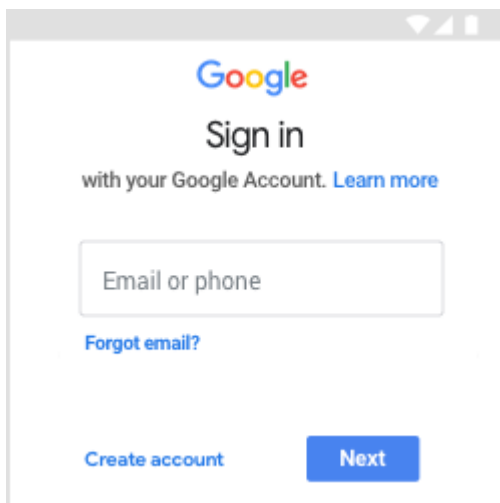 Google
Sign in
with your Google Account. Learn more
Email or phone
Forgot email?
Create account
Next